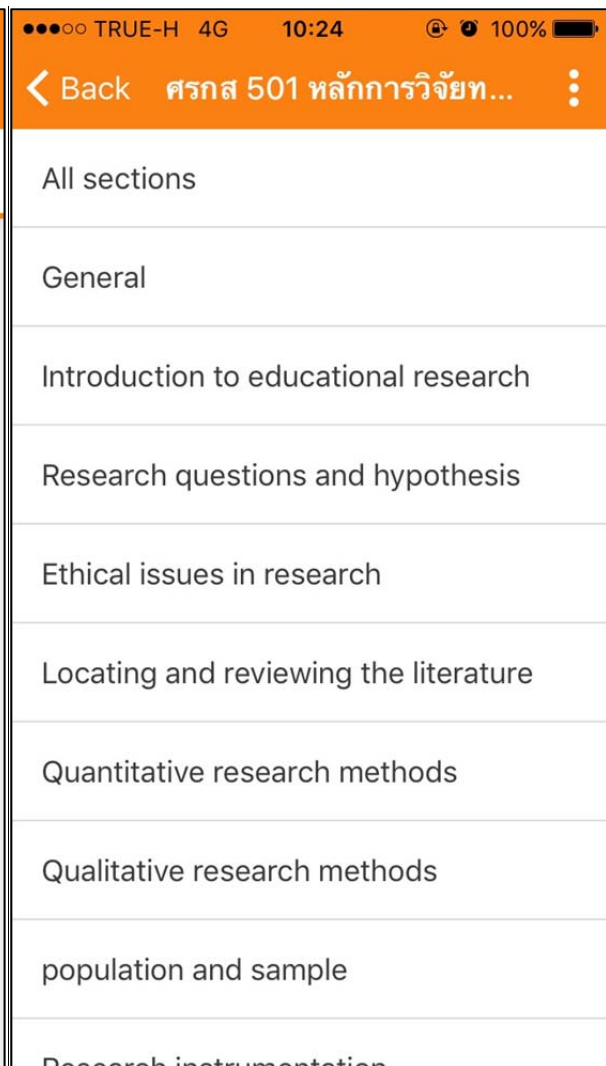 TRUE-H 4G 10:24 100%
Back ศรกส 501 หลักการวิจัยท...
All sections
General
Introduction to educational research
Research questions and hypothesis
Ethical issues in research
Locating and reviewing the literature
Quantitative research methods
Qualitative research methods
population and sample
Research instrumentation